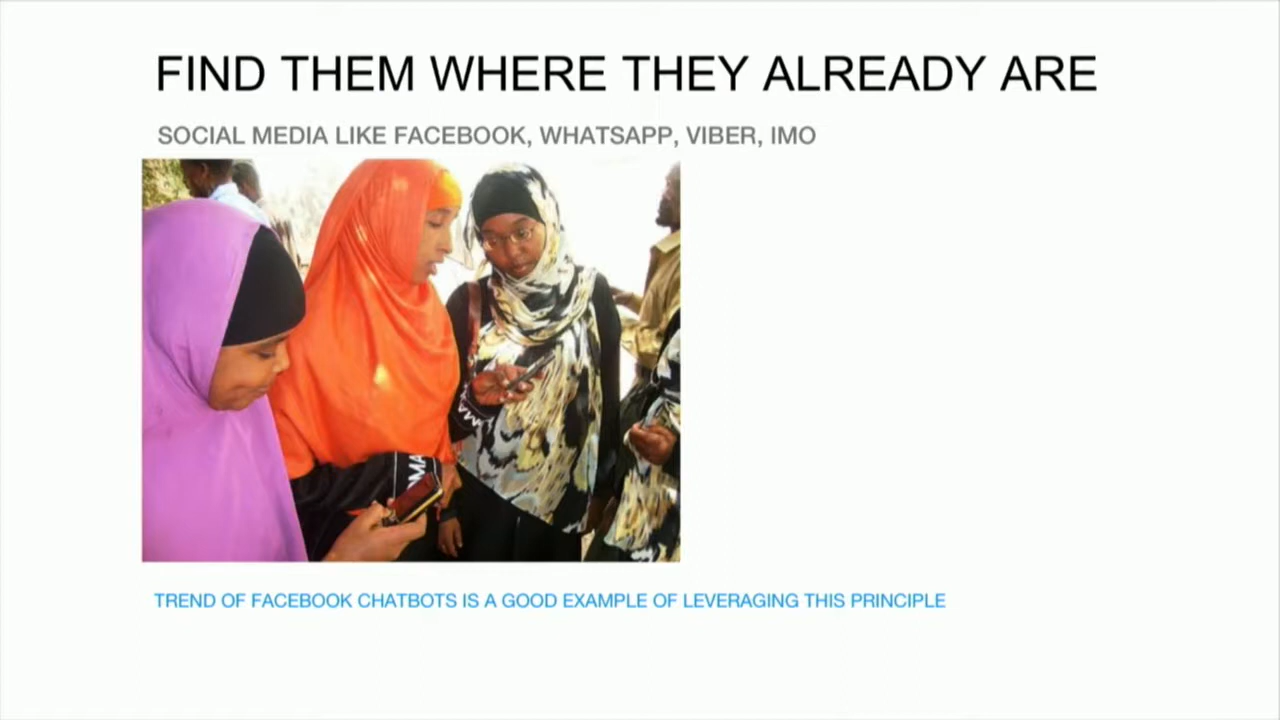 FIND THEM WHERE THEY ALREADY ARE
SOCIAL MEDIA LIKE FACEBOOK, WHATSAPP, VIBER, IMO
TREND OF FACEBOOK CHATBOTS IS A GOOD EXAMPLE OF LEVERAGING THIS PRINCIPLE